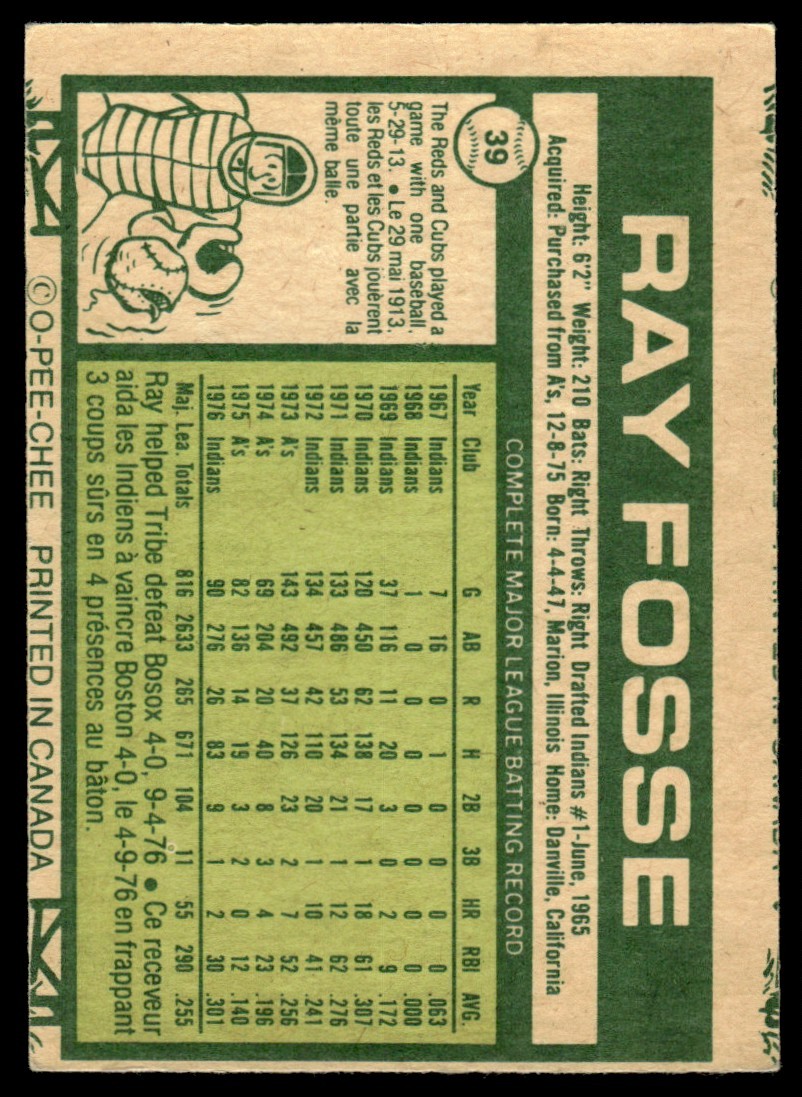 RAY FOSSE
39
Height: 6'2" Weight: 210 Bats: Right Throws: Right Drafted Indians #1-June, 1965
Acquired: Purchased from A's, 12-8-75 Born: 4-4-47, Marion, Illinois Home: Danville, California
COMPLETE MAJOR LEAGUE BATTING RECORD
The Reds and Cubs played a
game with one baseball,
5-29-13. • Le 29 mai 1913,
les Reds et les Cubs jouèrent
toute une partie avec la
même balle.
Year Club G AB R H 2B 3B HR RBI AVG.
1967 Indians 7 16 0 1 0 0 0 0 .063
1968 Indians 1 0 0 0 0 0 0 0 .000
1969 Indians 37 116 11 20 3 0 2 9 .172
1970 Indians 120 450 62 138 17 1 18 61 .307
1971 Indians 133 486 53 134 21 1 12 62 .276
1972 Indians 134 457 42 110 20 1 10 41 .241
1973 A's 143 492 37 126 23 2 7 52 .256
1974 A's 69 204 20 40 8 3 4 23 .196
1975 A's 82 136 14 19 3 2 0 12 .140
1976 Indians 90 276 26 83 9 1 2 30 .301
Maj. Lea. Totals 816 2633 265 671 104 11 55 290 .255
Ray helped Tribe defeat Bosox 4-0, 9-4-76 • Ce receveur
aida les Indiens à vaincre Boston 4-0, le 4-9-76 en frappant
3 coups sûrs en 4 présences au bâton.
© O-PEE-CHEE PRINTED IN CANADA